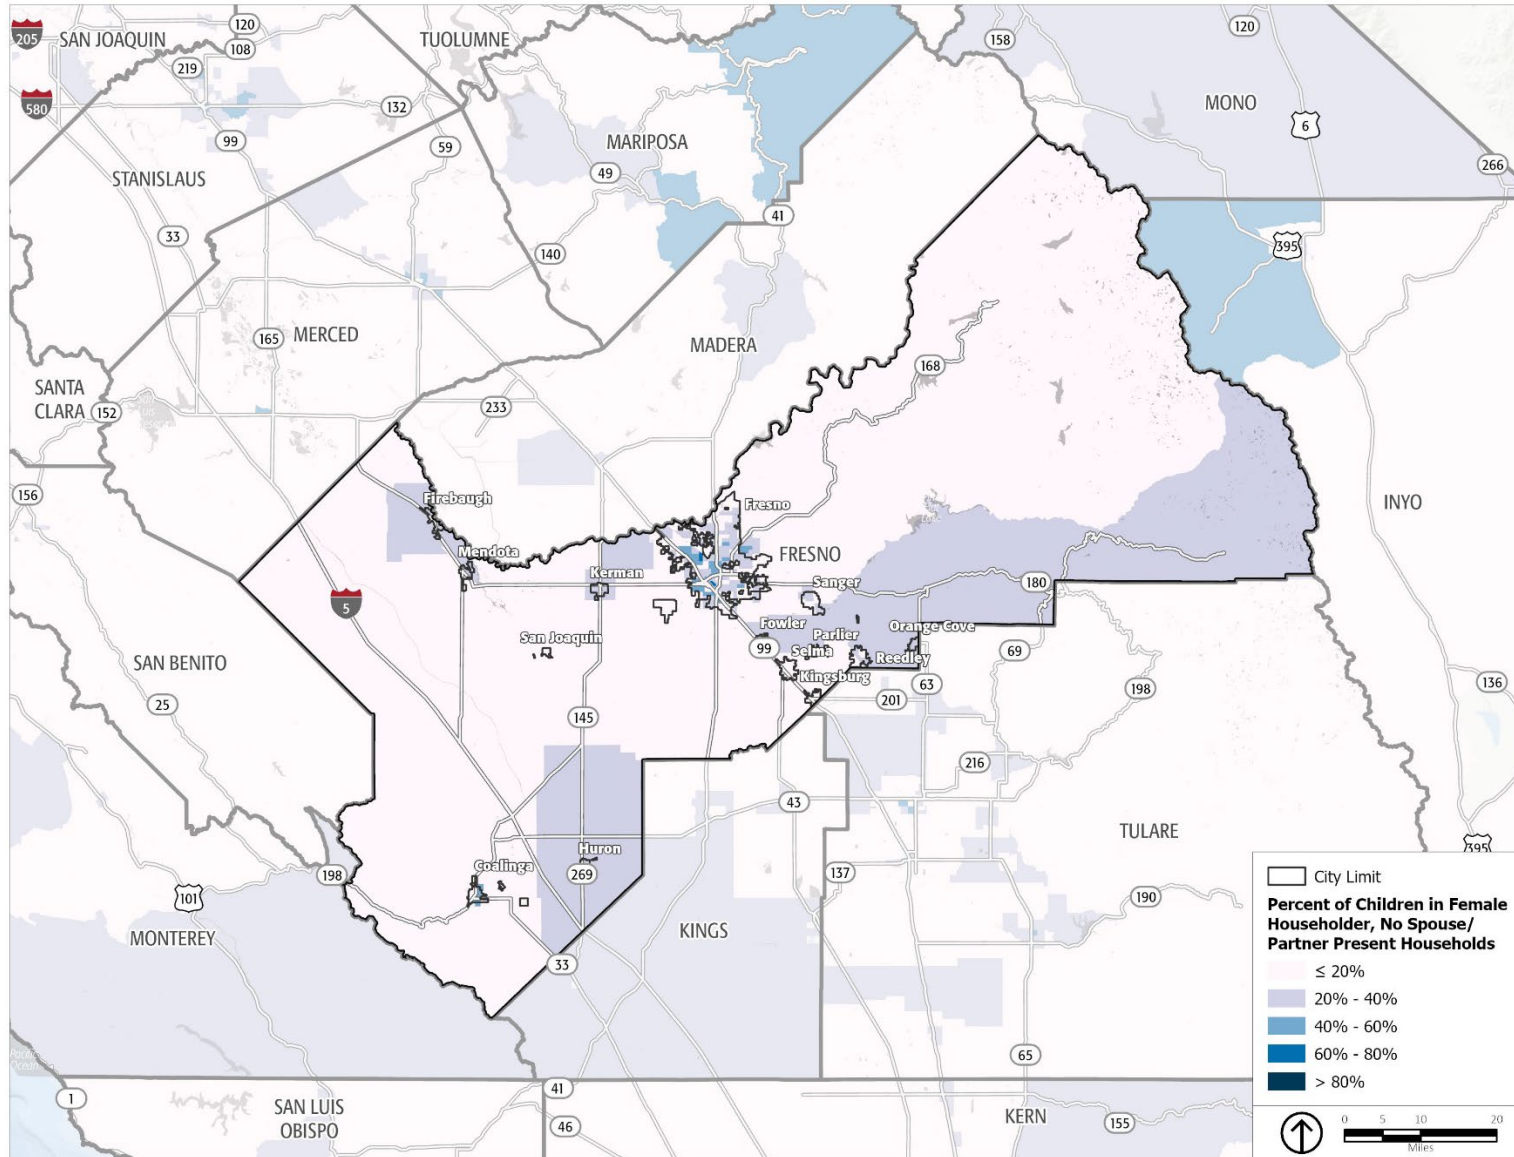 205
SAN JOAQUIN
120
108
TUOLUMNE
158
120
219
580
132
99
MONO
6
59
MARIPOSA
266
STANISLAUS
49
41
33
140
395
165
MERCED
MADERA
168
SANTA
CLARA
152
233
156
Firebaugh
Fresno
INYO
Mendota
FRESNO
Kerman
Sanger
180
5
Fowler
Parlier
Orange Cove
San Joaquin
99
Selma
Reedley
69
SAN BENITO
Kingsburg
63
198
136
201
25
145
216
43
TULARE
395
Huron
Coalinga
198
269
137
101
190
MONTEREY
KINGS
33
65
Pacific
Ocean
1
41
SAN LUIS
OBISPO
46
KERN
155
City Limit
Percent of Children in Female
Householder, No Spouse/
Partner Present Households
≤ 20%
20% - 40%
40% - 60%
60% - 80%
> 80%
0 5 10 20
Miles